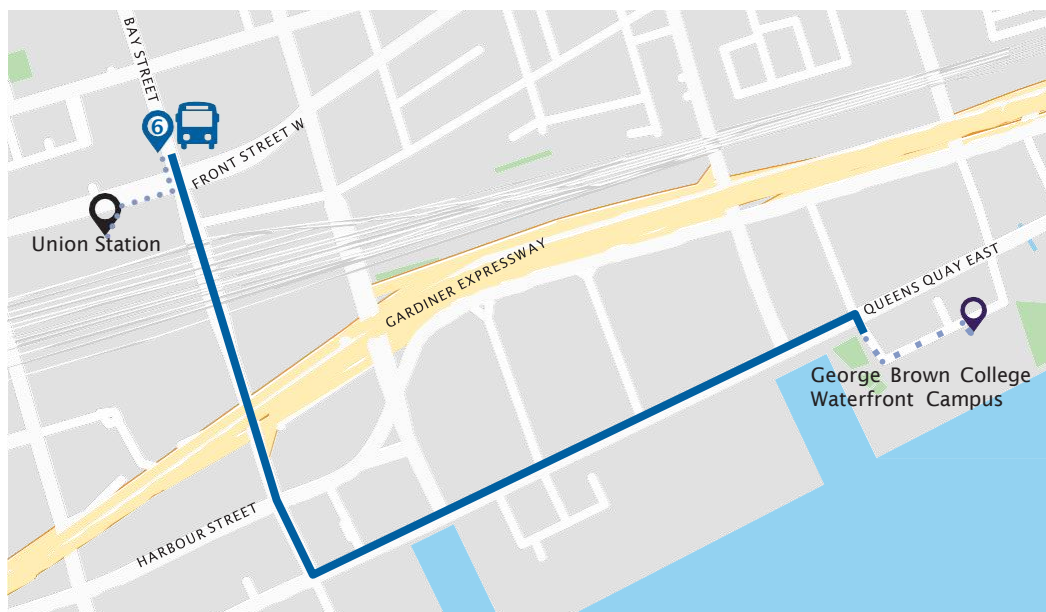 BAY STREET
6
FRONT STREET W
Union Station
GARDINER EXPRESSWAY
QUEENS QUAY EAST
George Brown College
Waterfront Campus
HARBOUR STREET